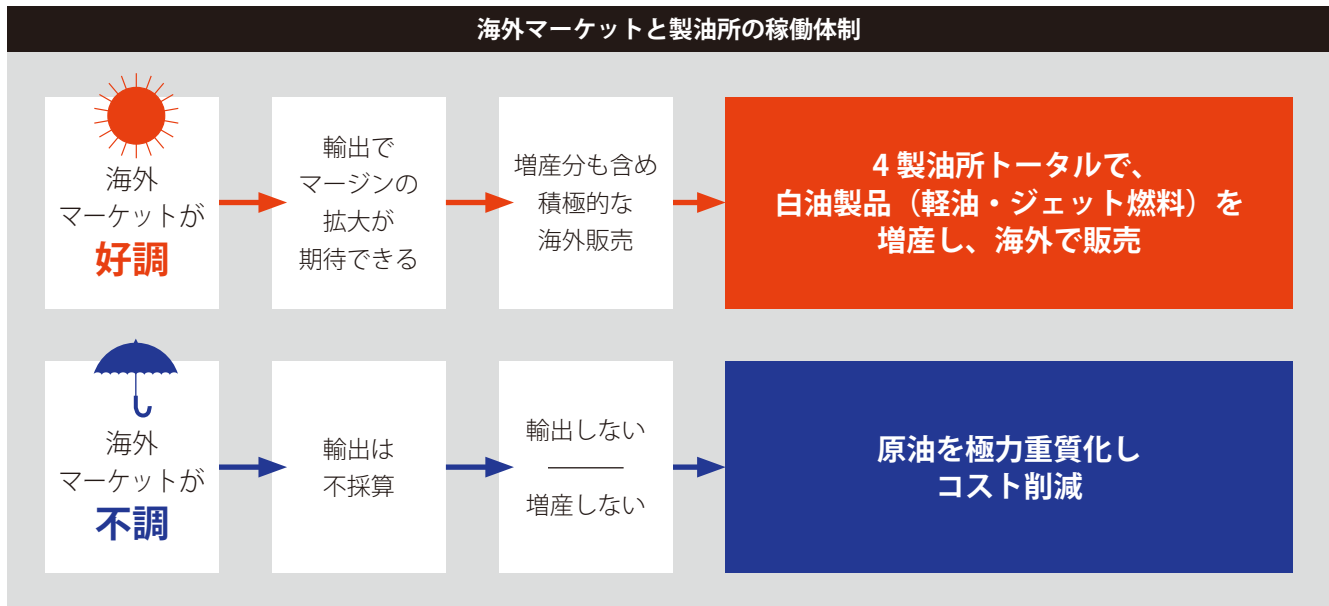 海外マーケットと製油所の稼働体制
海外
マーケットが
好調
輸出で
マージンの
拡大が
期待できる
増産分も含め
積極的な
海外販売
4 製油所トータルで、
白油製品（軽油・ジェット燃料）を
増産し、海外で販売
海外
マーケットが
不調
輸出は
不採算
輸出しない
増産しない
原油を極力重質化し
コスト削減